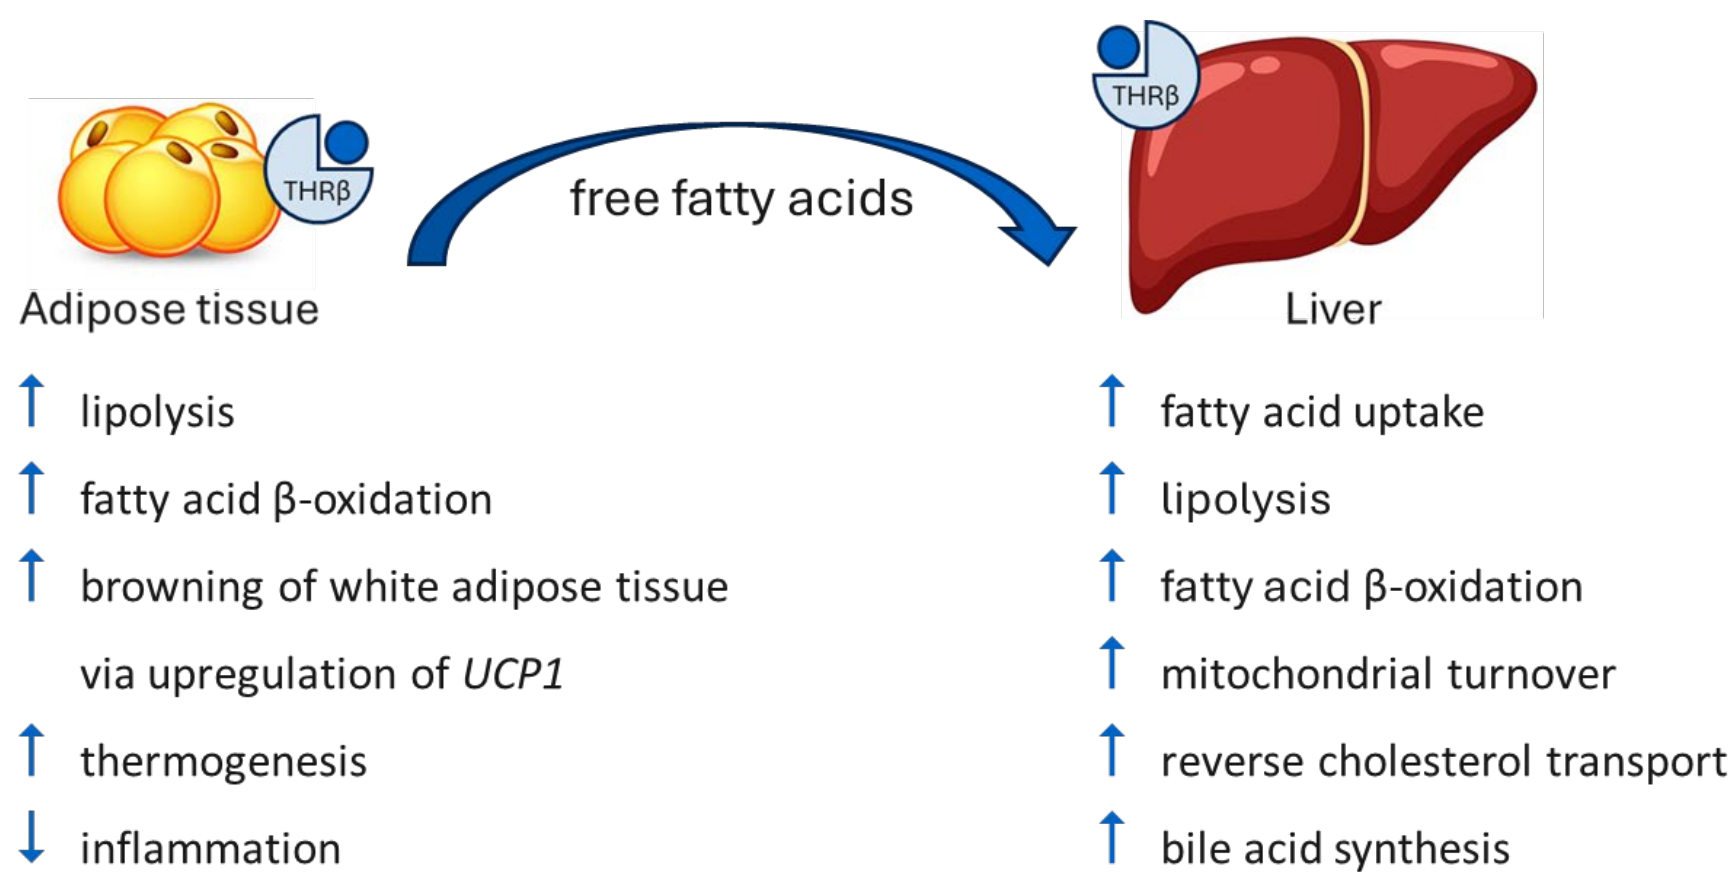 THRβ
THRβ
free fatty acids
Adipose tissue
Liver
↑ lipolysis
↑ fatty acid β-oxidation
↑ browning of white adipose tissue
via upregulation of UCP1
↑ thermogenesis
↓ inflammation
↑ fatty acid uptake
↑ lipolysis
↑ fatty acid β-oxidation
↑ mitochondrial turnover
↑ reverse cholesterol transport
↑ bile acid synthesis